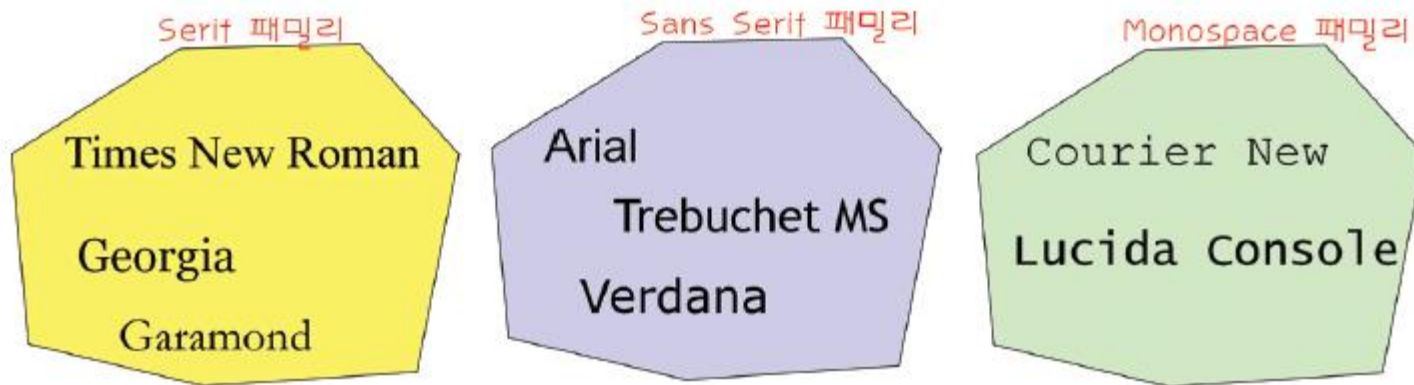 Serif 패밀리
Times New Roman
Georgia
Garamond
Sans Serif 패밀리
Arial
Trebuchet MS
Verdana
Monospace 패밀리
Courier New
Lucida Console